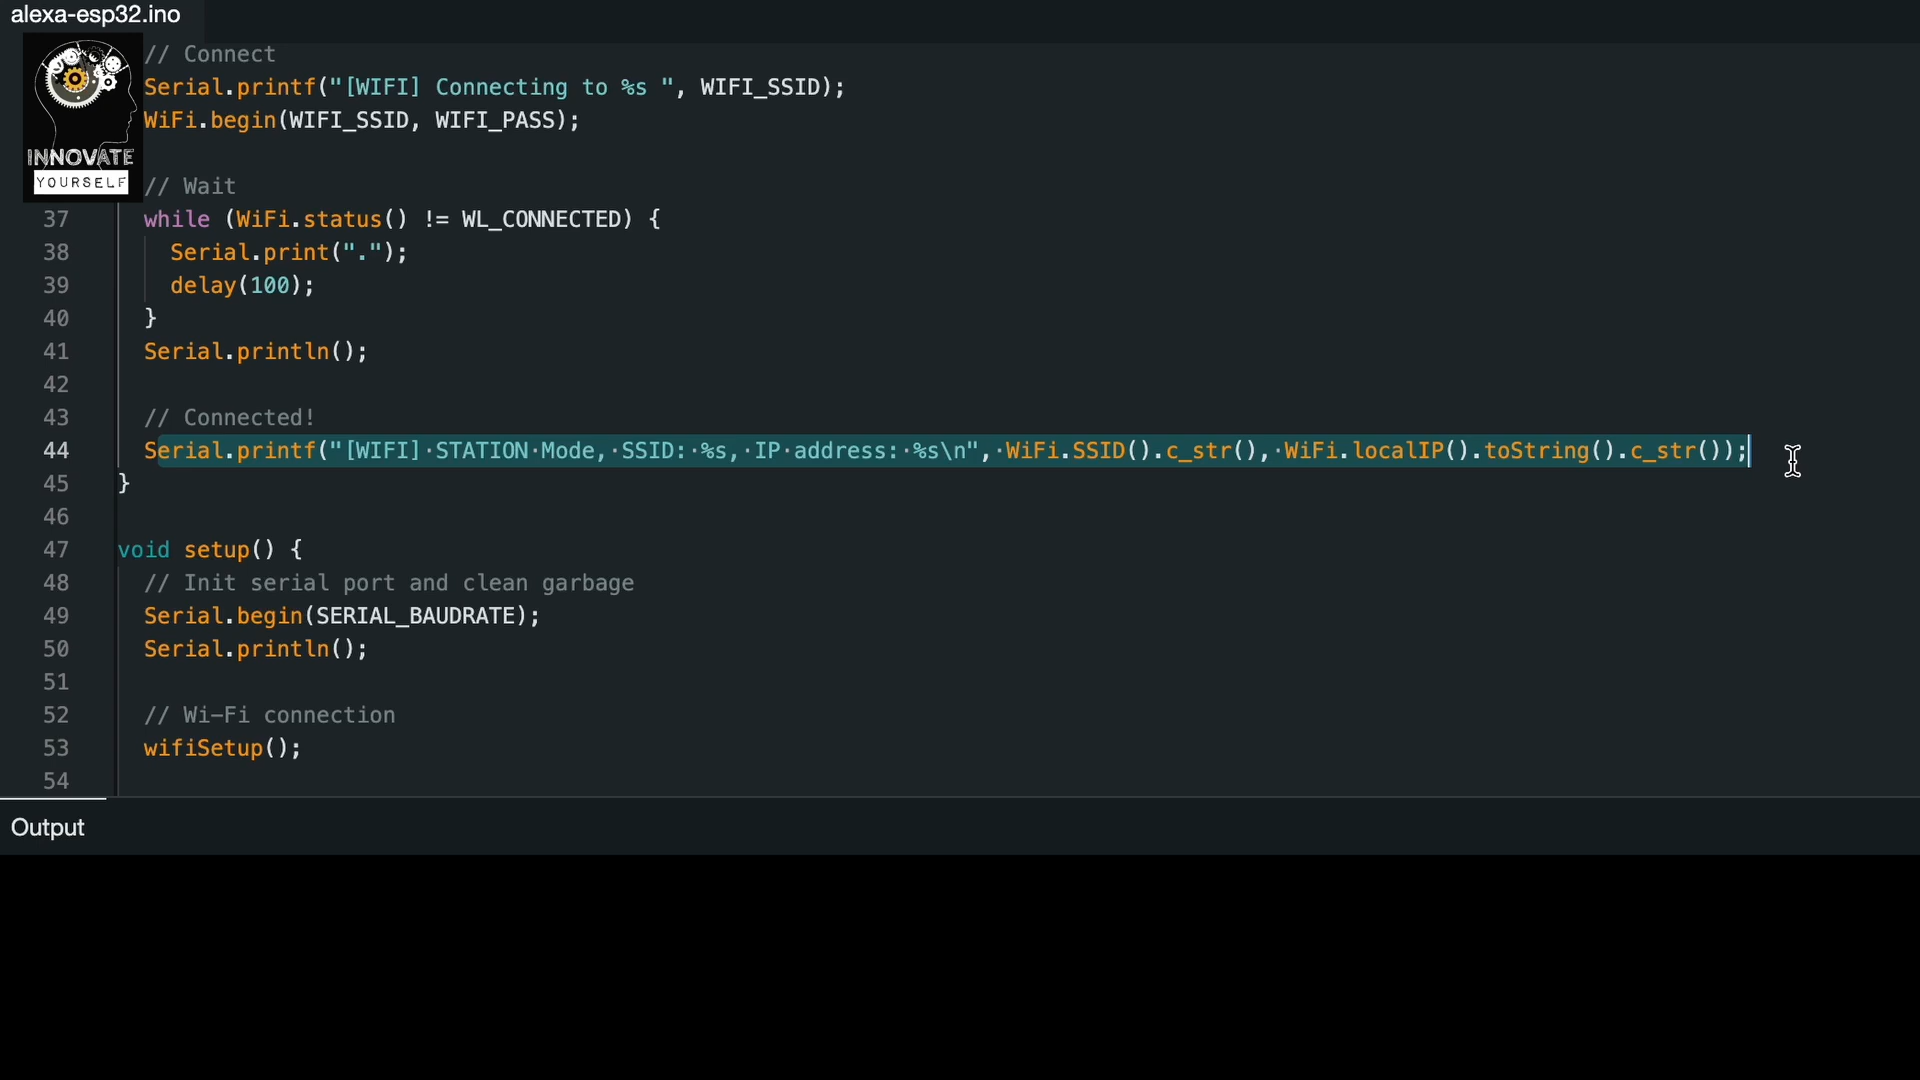 alexa-esp32.ino
// Connect
Serial.printf("[WIFI] Connecting to %s ", WIFI_SSID);
WiFi.begin(WIFI_SSID, WIFI_PASS);
INNOVATE
YOURSELF
// Wait
37 while (WiFi.status() != WL_CONNECTED) {
38 Serial.print(".");
39 delay(100);
40 }
41 Serial.println();
42
43 // Connected!
44 Serial.printf("[WIFI]·STATION·Mode,·SSID:·%s,·IP·address:·%s\n",·WiFi.SSID().c_str(),·WiFi.localIP().toString().c_str());
45 }
46
47 void setup() {
48 // Init serial port and clean garbage
49 Serial.begin(SERIAL_BAUDRATE);
50 Serial.println();
51
52 // Wi-Fi connection
53 wifiSetup();
54
Output